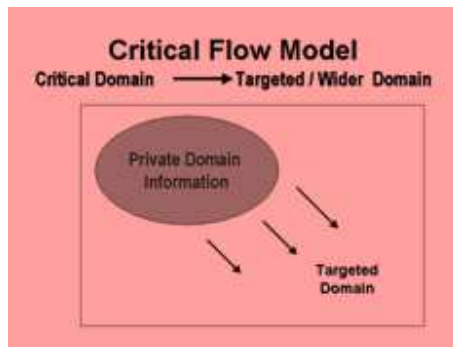 Critical Flow Model
Critical Domain Targeted / Wider Domain
Private Domain
Information
Targeted
Domain